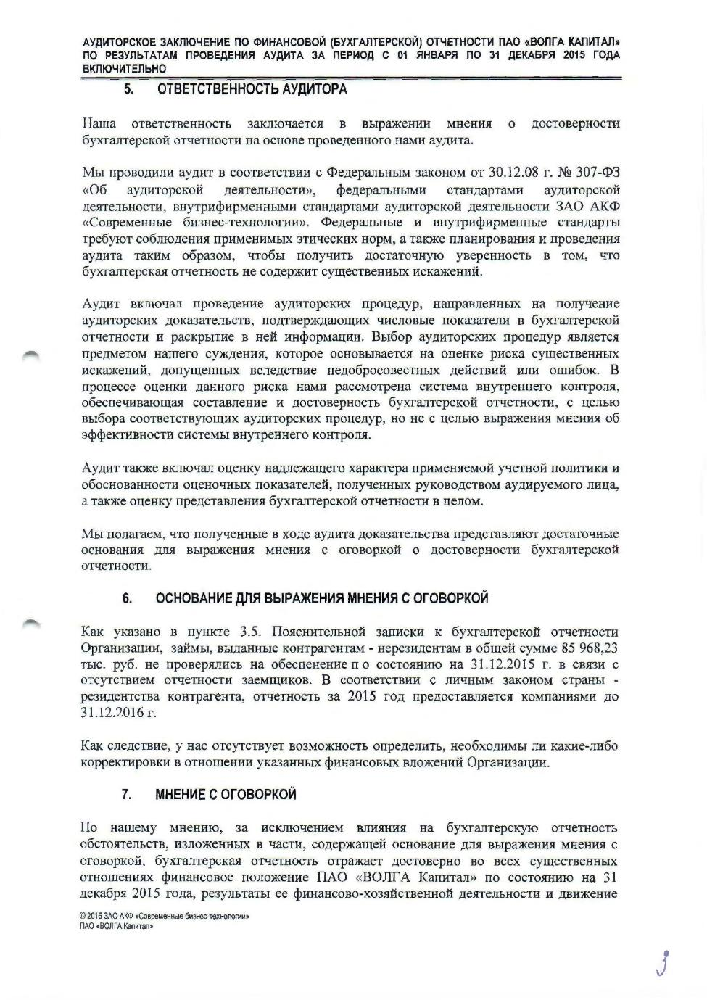 АУДИТОРСКОЕ ЗАКЛЮЧЕНИЕ ПО ФИНАНСОВОЙ (БУХГАЛТЕРСКОЙ) ОТЧЕТНОСТИ ПАО «ВОЛГА КАПИТАЛ»
ПО РЕЗУЛЬТАТАМ ПРОВЕДЕНИЯ АУДИТА ЗА ПЕРИОД С 01 ЯНВАРЯ ПО 31 ДЕКАБРЯ 2015 ГОДА
ВКЛЮЧИТЕЛЬНО
5. ОТВЕТСТВЕННОСТЬ АУДИТОРА
Наша ответственность заключается в выражении мнения о достоверности
бухгалтерской отчетности на основе проведенного нами аудита.
Мы проводили аудит в соответствии с Федеральным законом от 30.12.08 г. № 307-ФЗ
«Об аудиторской деятельности», федеральными стандартами аудиторской
деятельности, внутрифирменными стандартами аудиторской деятельности ЗАО АКФ
«Современные бизнес-технологии». Федеральные и внутрифирменные стандарты
требуют соблюдения применимых этических норм, а также планирования и проведения
аудита таким образом, чтобы получить достаточную уверенность в том, что
бухгалтерская отчетность не содержит существенных искажений.
Аудит включал проведение аудиторских процедур, направленных на получение
аудиторских доказательств, подтверждающих числовые показатели в бухгалтерской
отчетности и раскрытие в ней информации. Выбор аудиторских процедур является
предметом нашего суждения, которое основывается на оценке риска существенных
искажений, допущенных вследствие недобросовестных действий или ошибок. В
процессе оценки данного риска нами рассмотрена система внутреннего контроля,
обеспечивающая составление и достоверность бухгалтерской отчетности, с целью
выбора соответствующих аудиторских процедур, но не с целью выражения мнения об
эффективности системы внутреннего контроля.
Аудит также включал оценку надлежащего характера применяемой учетной политики и
обоснованности оценочных показателей, полученных руководством аудируемого лица,
а также оценку представления бухгалтерской отчетности в целом.
Мы полагаем, что полученные в ходе аудита доказательства представляют достаточные
основания для выражения мнения с оговоркой о достоверности бухгалтерской
отчетности.
6. ОСНОВАНИЕ ДЛЯ ВЫРАЖЕНИЯ МНЕНИЯ С ОГОВОРКОЙ
Как указано в пункте 3.5. Пояснительной записки к бухгалтерской отчетности
Организации, займы, выданные контрагентам - нерезидентам в общей сумме 85 968,23
тыс. руб. не проверялись на обесценение п о состоянию на 31.12.2015 г. в связи с
отсутствием отчетности заемщиков. В соответствии с личным законом страны -
резидентства контрагента, отчетность за 2015 год предоставляется компаниями до
31.12.2016 г.
Как следствие, у нас отсутствует возможность определить, необходимы ли какие-либо
корректировки в отношении указанных финансовых вложений Организации.
7. МНЕНИЕ С ОГОВОРКОЙ
По нашему мнению, за исключением влияния на бухгалтерскую отчетность
обстоятельств, изложенных в части, содержащей основание для выражения мнения с
оговоркой, бухгалтерская отчетность отражает достоверно во всех существенных
отношениях финансовое положение ПАО «ВОЛГА Капитал» по состоянию на 31
декабря 2015 года, результаты ее финансово-хозяйственной деятельности и движение
© 2016 ЗАО АКФ «Современные бизнес-технологии»
ПАО «ВОЛГА Капитал»
3